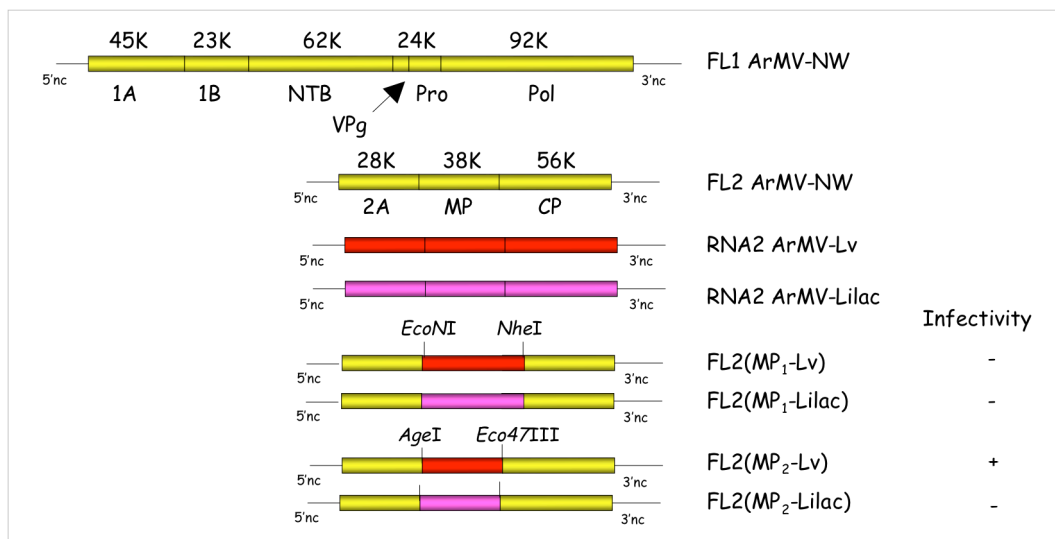 45K 23K 62K 24K 92K
FL1 ArMV-NW
5'nc 3'nc
1A 1B NTB Pro Pol
VPg
28K 38K 56K
FL2 ArMV-NW
5'nc 3'nc
2A MP CP
RNA2 ArMV-Lv
5'nc 3'nc
RNA2 ArMV-Lilac
5'nc 3'nc
Infectivity
EcoNI NheI
FL2(MP₁-Lv) -
5'nc 3'nc
FL2(MP₁-Lilac) -
5'nc 3'nc
AgeI Eco47III
FL2(MP₂-Lv) +
5'nc 3'nc
FL2(MP₂-Lilac) -
5'nc 3'nc